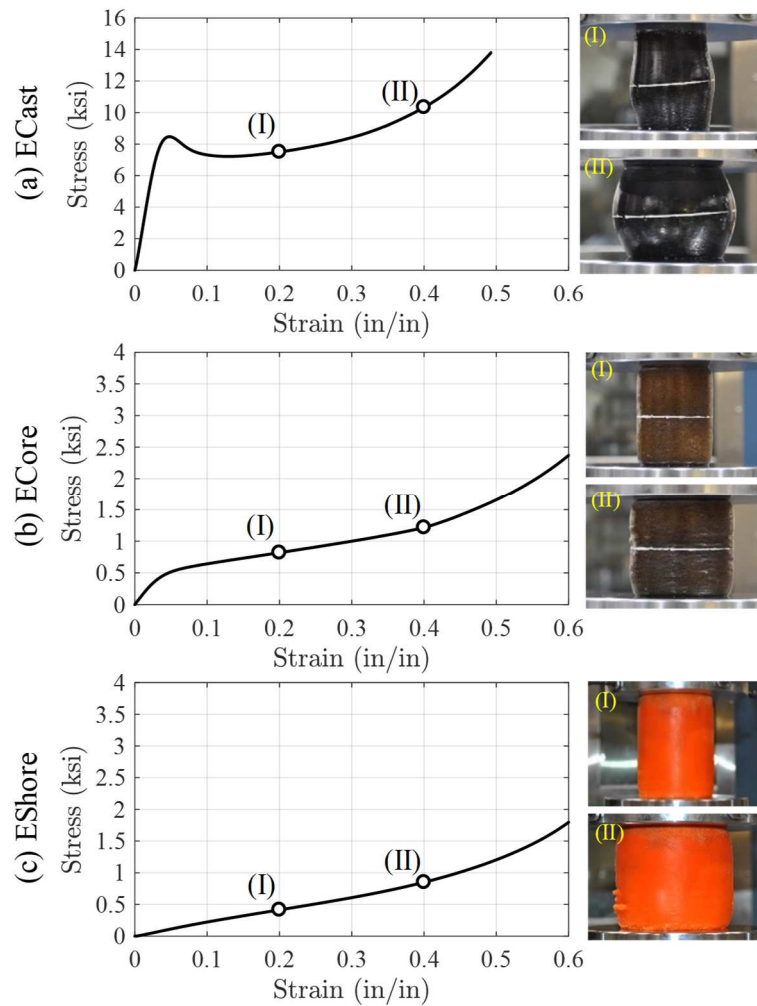 (a) ECast
Stress (ksi)
16
14
12
10
8
6
4
2
0
(I)
(II)
0 0.1 0.2 0.3 0.4 0.5 0.6
Strain (in/in)
(I)
(II)
(b) ECore
Stress (ksi)
4
3.5
3
2.5
2
1.5
1
0.5
0
(I)
(II)
0 0.1 0.2 0.3 0.4 0.5 0.6
Strain (in/in)
(I)
(II)
(c) EShore
Stress (ksi)
4
3.5
3
2.5
2
1.5
1
0.5
0
(I)
(II)
0 0.1 0.2 0.3 0.4 0.5 0.6
Strain (in/in)
(I)
(II)